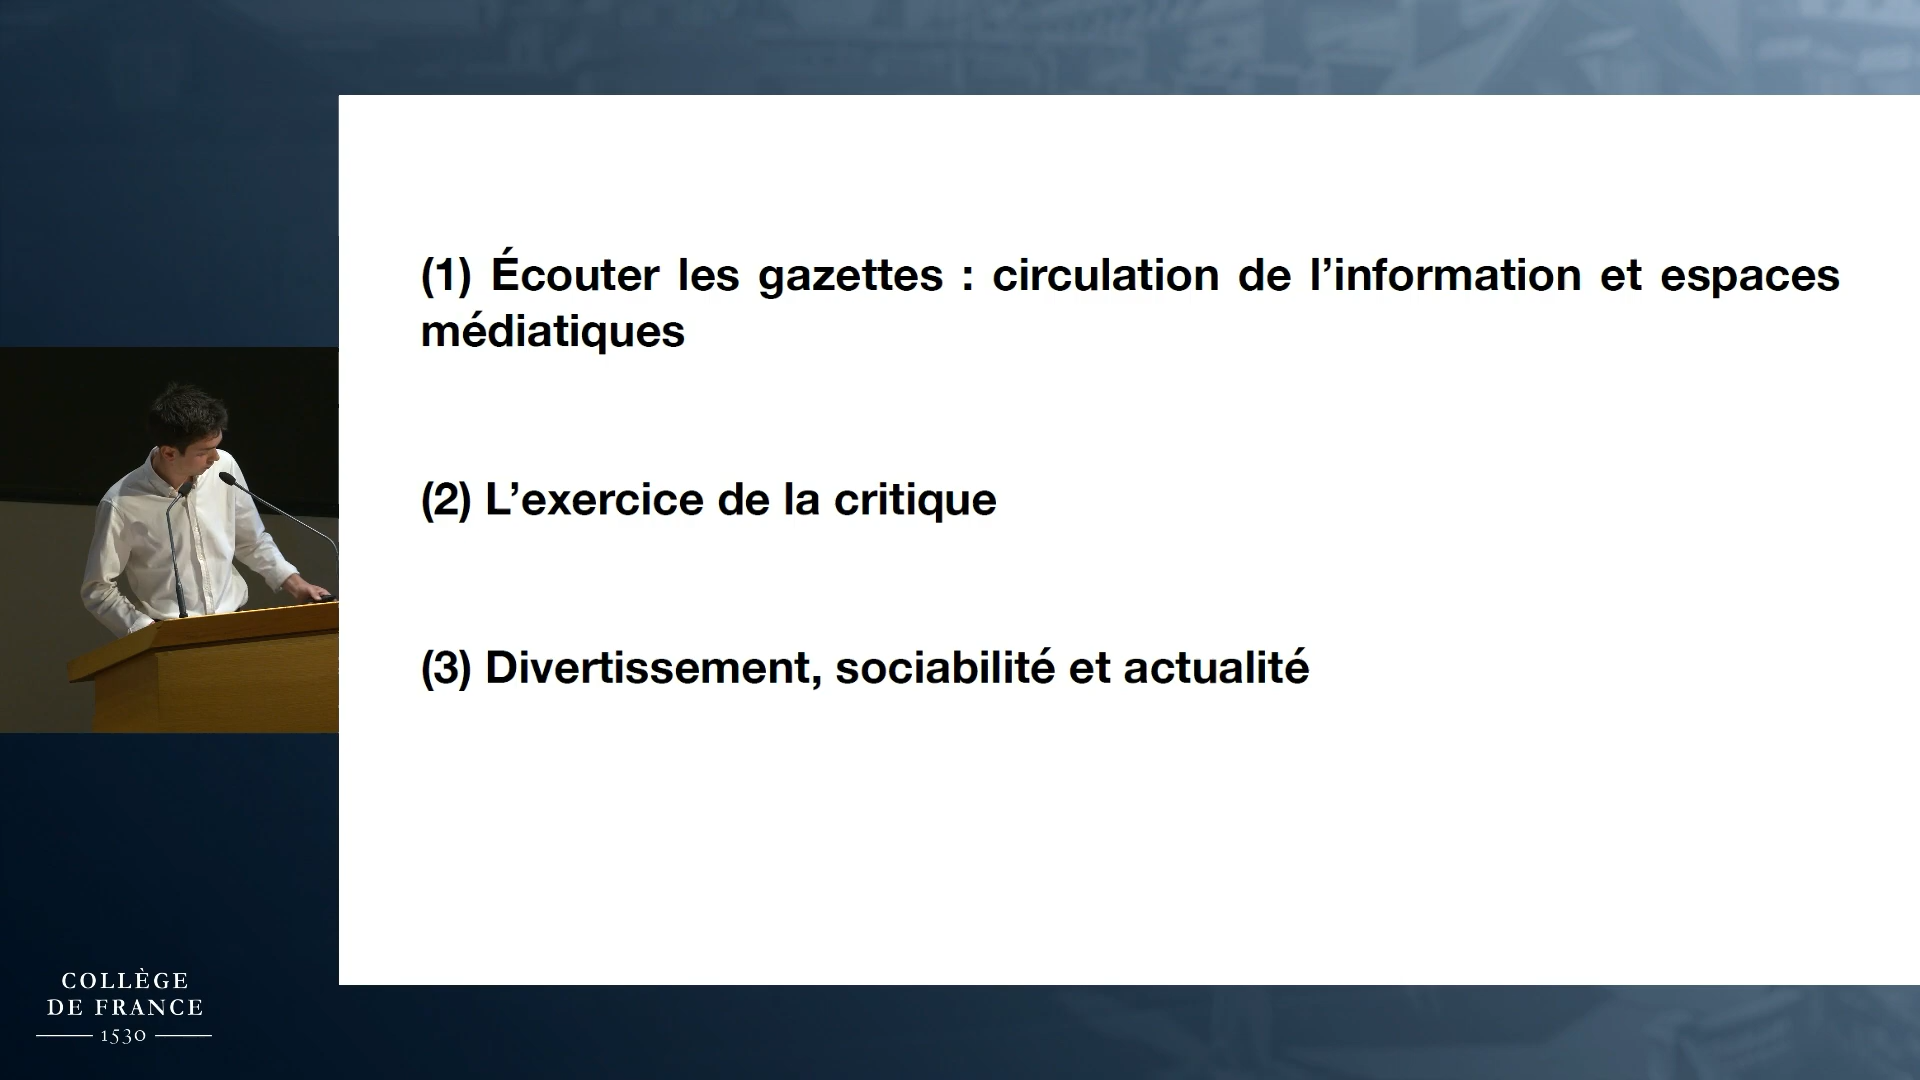 (1) Écouter les gazettes : circulation de l’information et espaces
médiatiques
(2) L’exercice de la critique
(3) Divertissement, sociabilité et actualité
COLLÈGE
DE FRANCE
1530